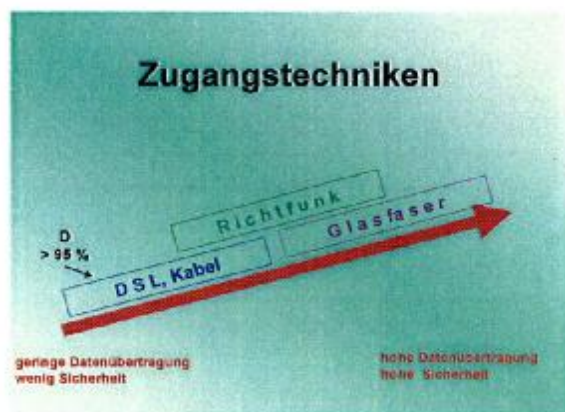 Zugangstechniken
Richtfunk
Glasfaser
D
> 95 %
DSL, Kabel
geringe Datenübertragung
wenig Sicherheit
hohe Datenübertragung
hohe Sicherheit